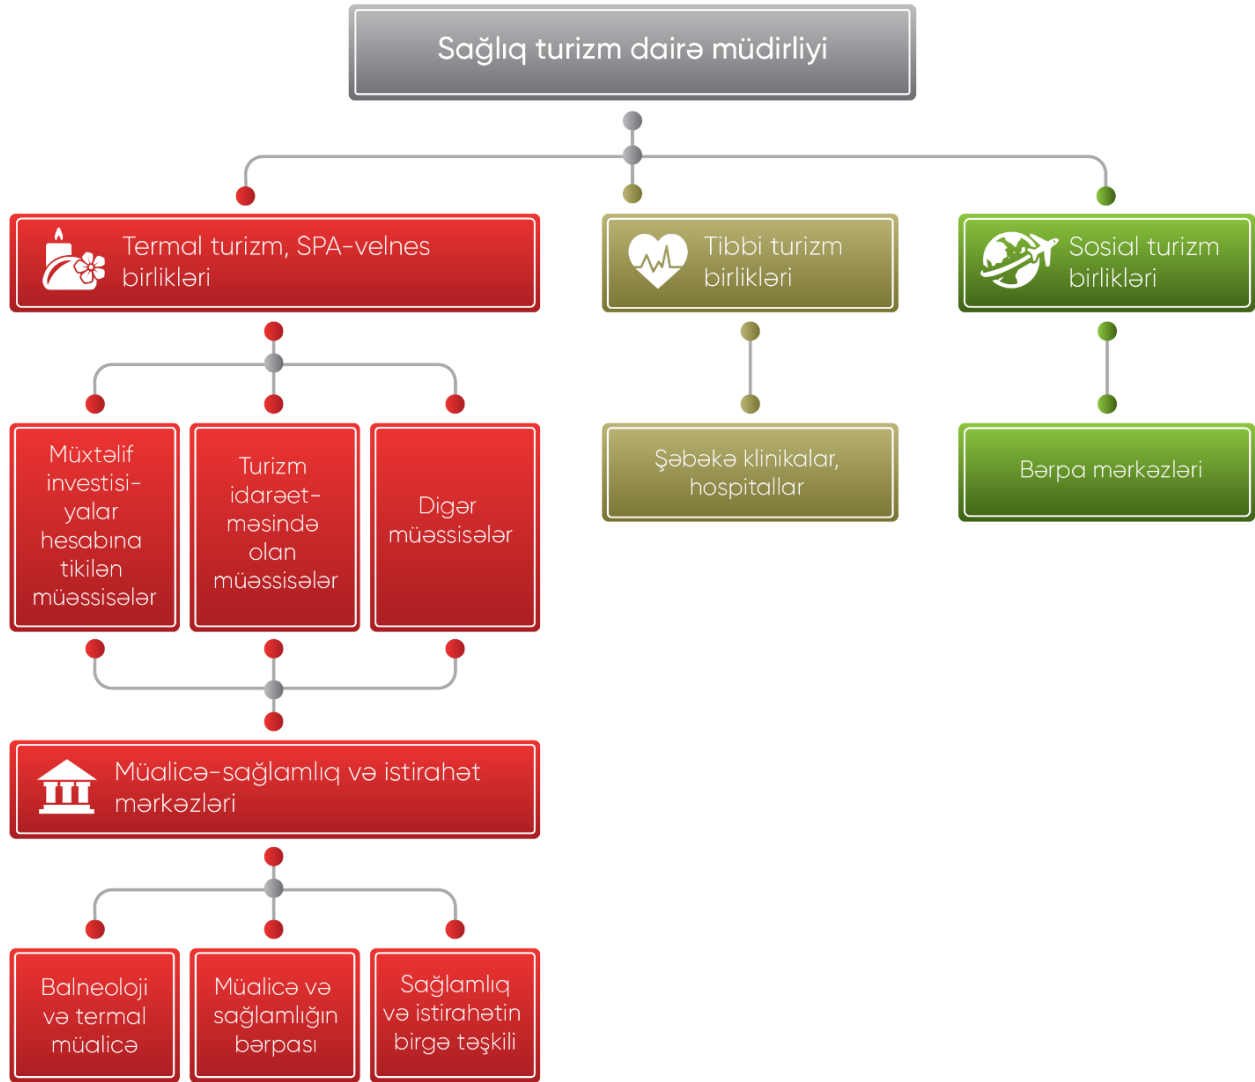 Sağlıq turizm dairə müdirliyi
Termal turizm, SPA-velnes
birlikləri
Tibbi turizm
birlikləri
Sosial turizm
birlikləri
Müxtəlif
investisi-
yalar
hesabına
tikilən
müəssisələr
Turizm
idarəet-
məsində
olan
müəssisələr
Digər
müəssisələr
Şəbəkə klinikalar,
hospitallar
Bərpa mərkəzləri
Müalicə-sağlamlıq və istirahət
mərkəzləri
Balneoloji
və termal
müalicə
Müalicə və
sağlamlığın
bərpası
Sağlamlıq
və istirahətin
birgə təşkili